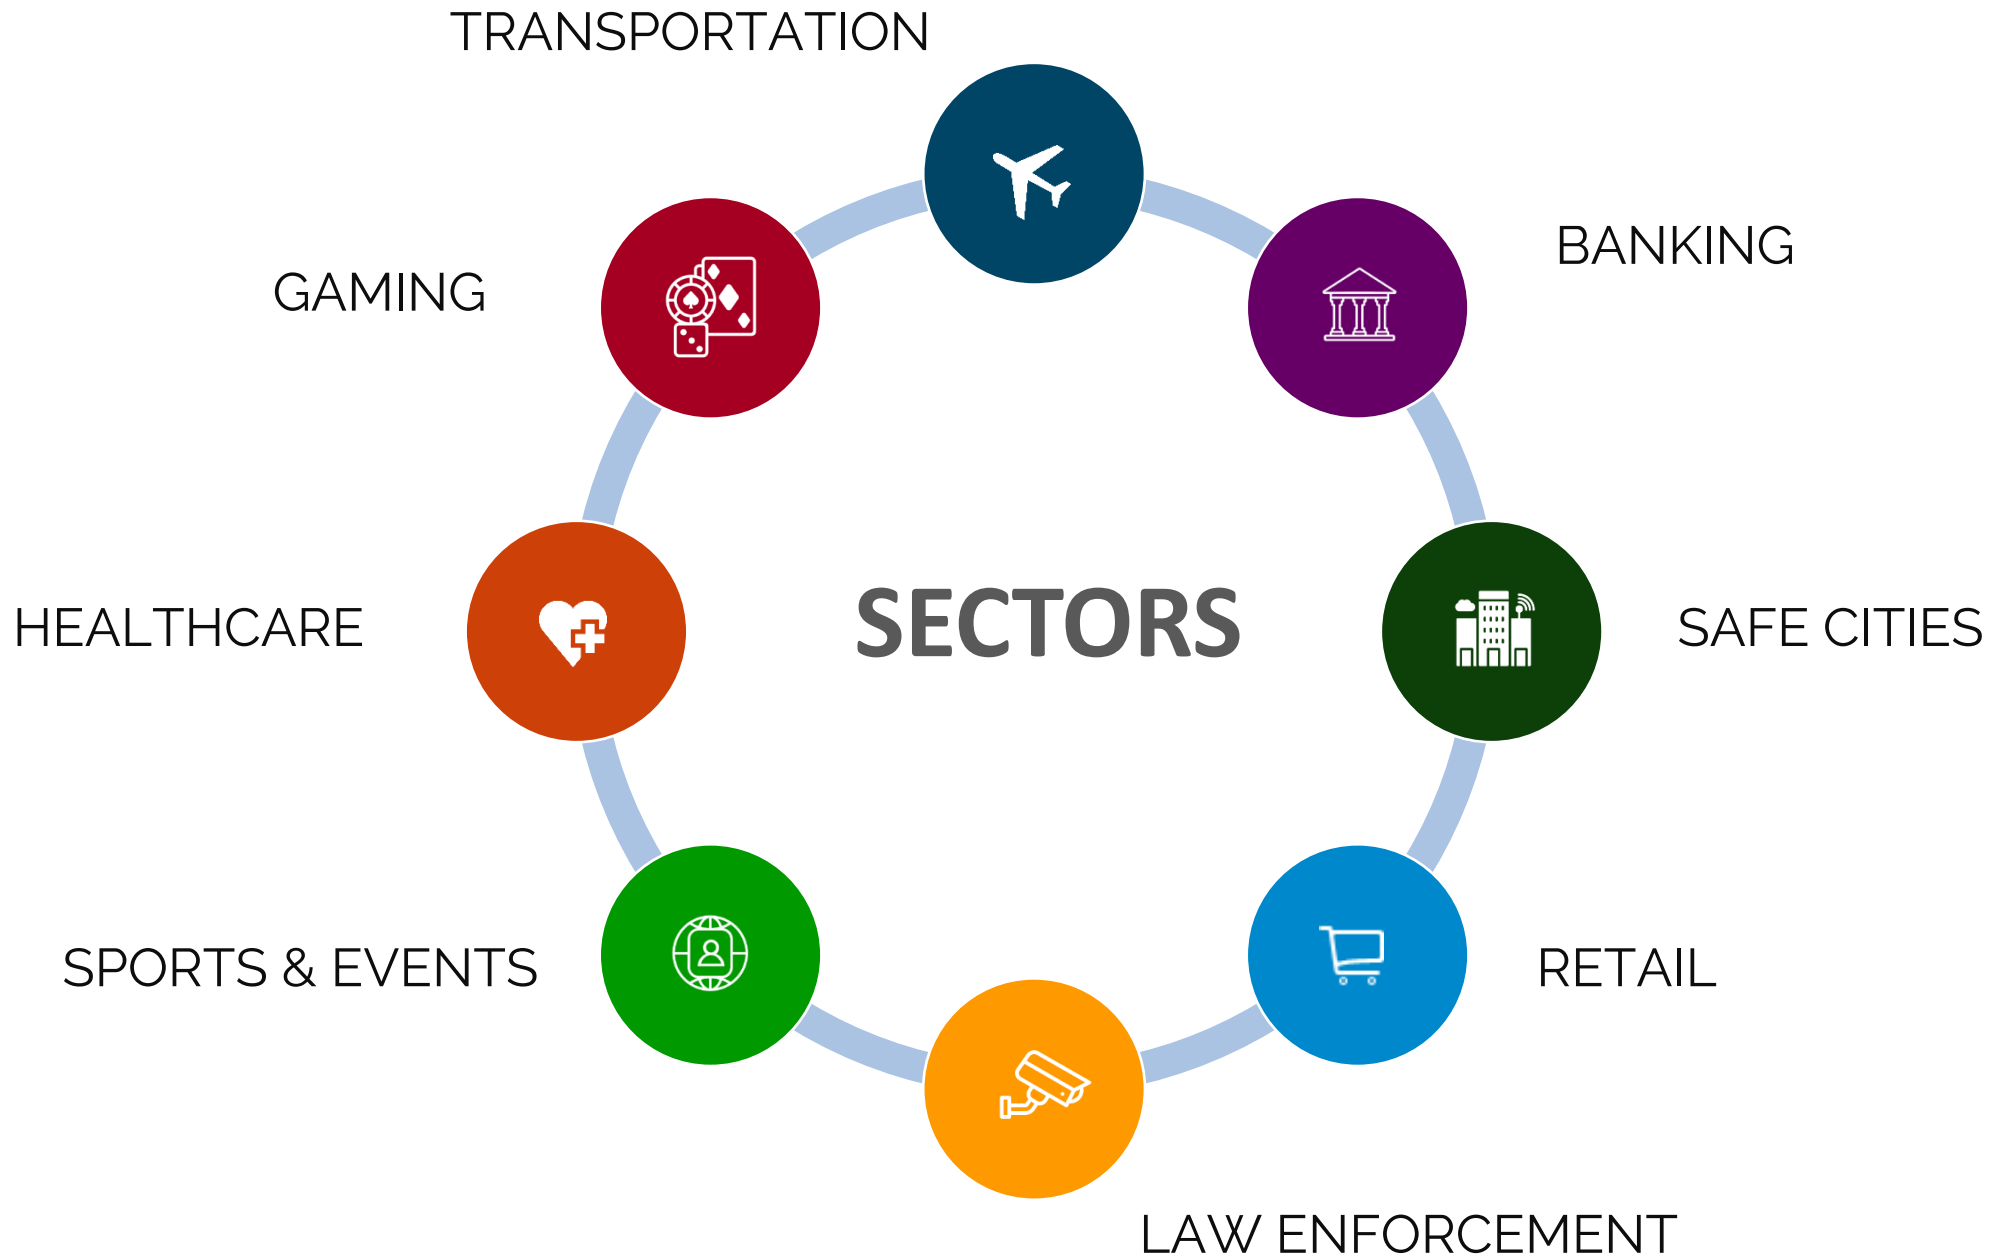 TRANSPORTATION
BANKING
GAMING
SECTORS
HEALTHCARE
SAFE CITIES
SPORTS & EVENTS
RETAIL
LAW ENFORCEMENT